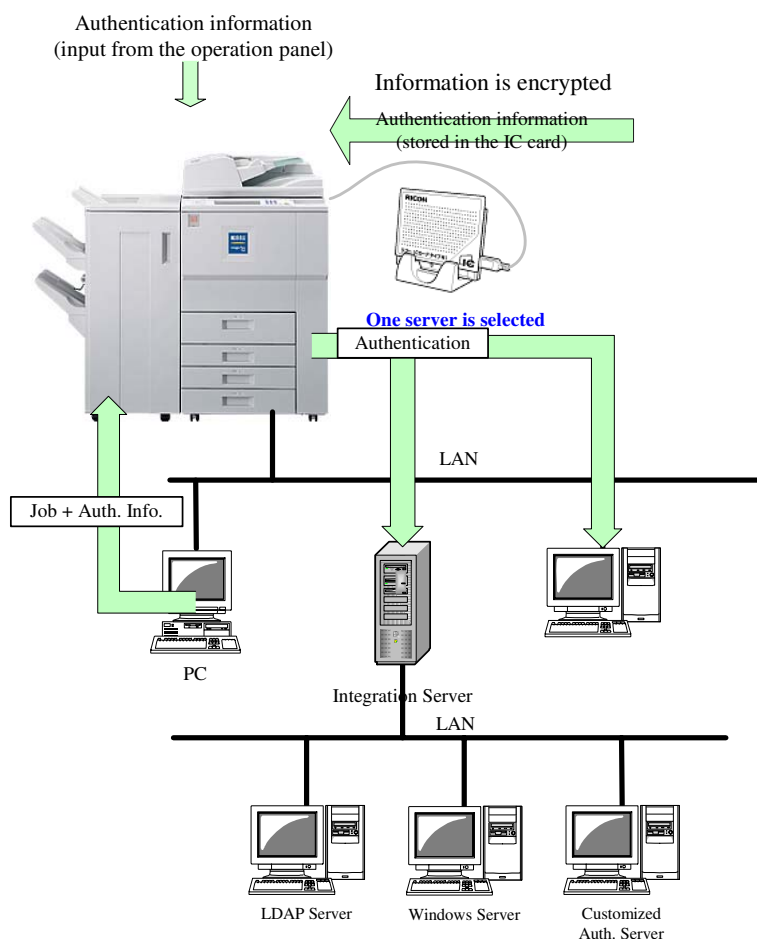 Authentication information
(input from the operation panel)
Information is encrypted
Authentication information
(stored in the IC card)
RICOH
IC
One server is selected
Authentication
LAN
Job + Auth. Info.
PC
Integration Server
LAN
LDAP Server
Windows Server
Customized
Auth. Server